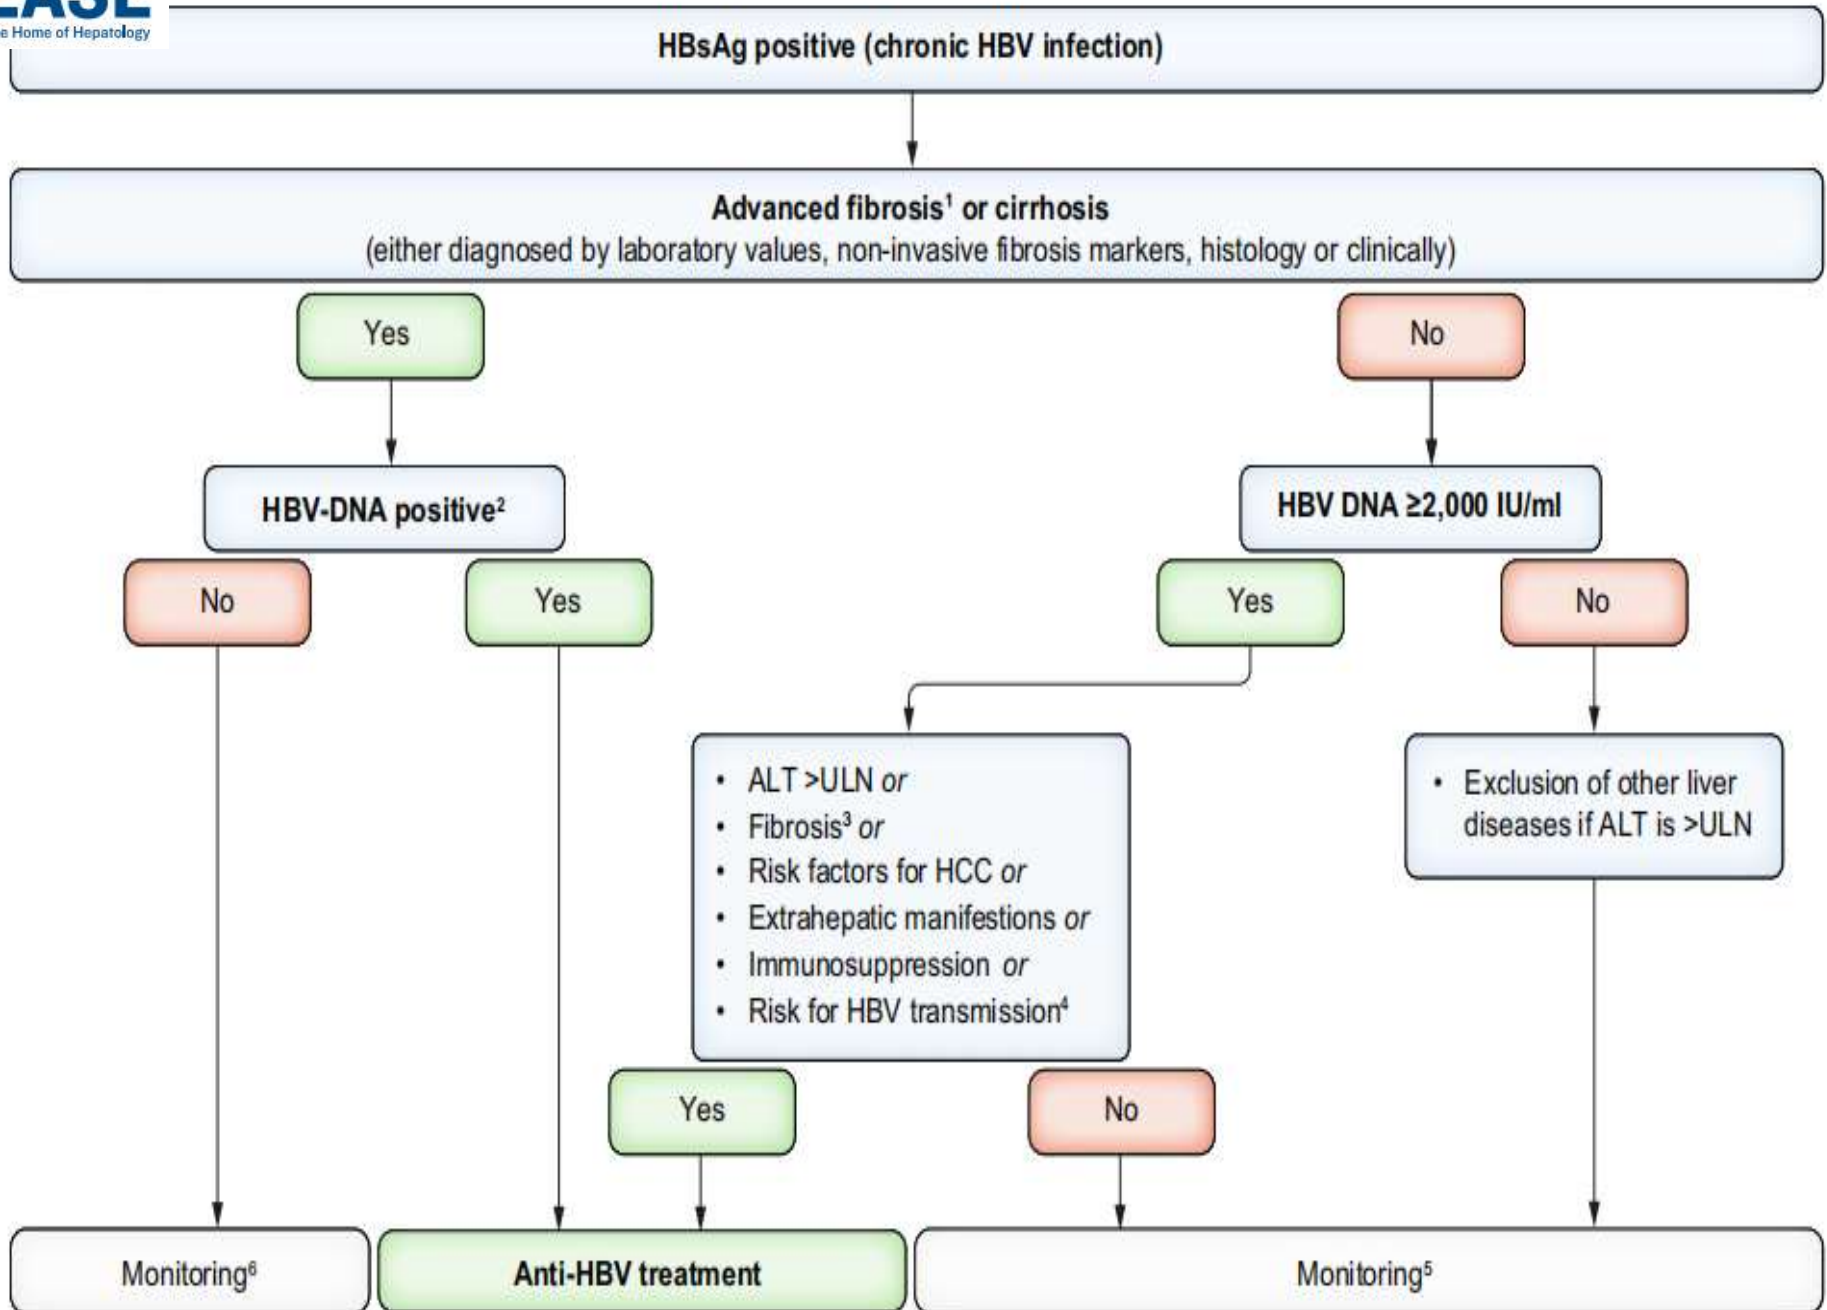 e Home of Hepatology
HBsAg positive (chronic HBV infection)
Advanced fibrosis¹ or cirrhosis
(either diagnosed by laboratory values, non-invasive fibrosis markers, histology or clinically)
Yes
No
HBV-DNA positive²
HBV DNA ≥2,000 IU/ml
No
Yes
Yes
No
• ALT >ULN or
• Fibrosis³ or
• Risk factors for HCC or
• Extrahepatic manifestions or
• Immunosuppression or
• Risk for HBV transmission⁴
• Exclusion of other liver
diseases if ALT is >ULN
Yes
No
Monitoring⁶
Anti-HBV treatment
Monitoring⁵